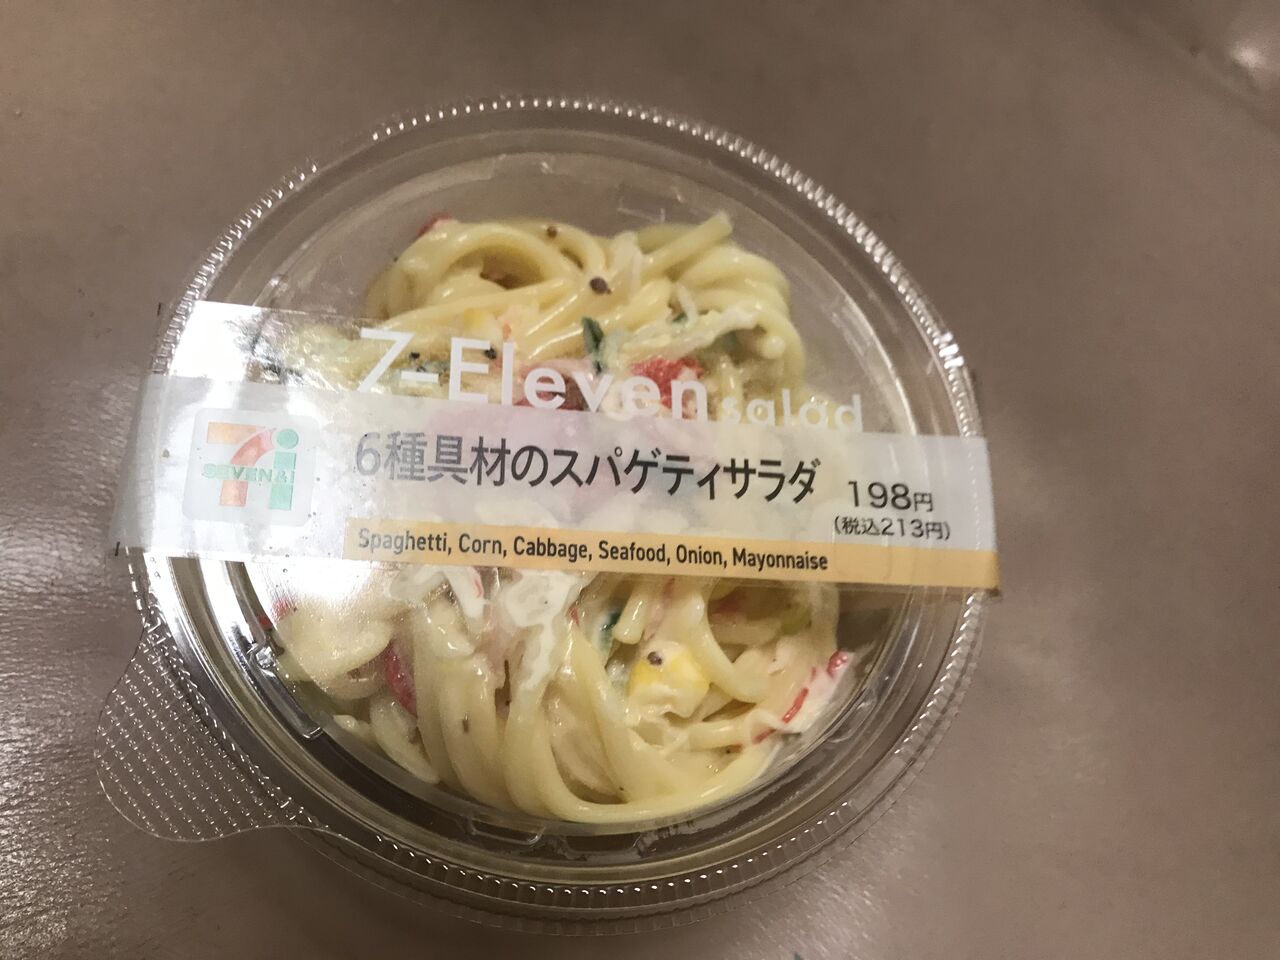 7-Eleven salad
SEVEN&i
6種具材のスパゲティサラダ
198円
(税込213円)
Spaghetti, Corn, Cabbage, Seafood, Onion, Mayonnaise